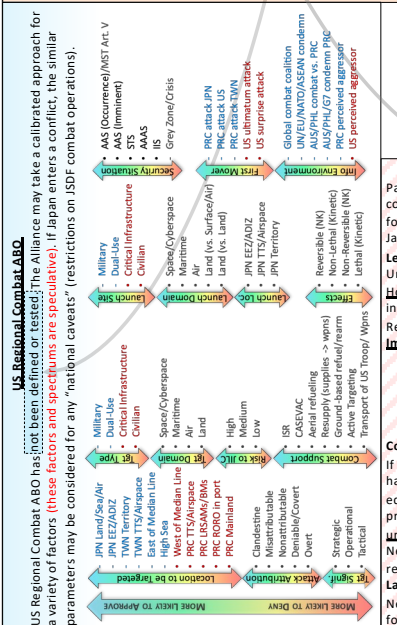 US Regional Combat ABO
US Regional Combat ABO has not been defined or tested. The Alliance may take a calibrated approach for
a variety of factors (these factors and spectrums are speculative). If Japan enters a conflict, the similar
parameters may be considered for any "national caveats" (restrictions on JSDF combat operations).
MORE LIKELY TO APPROVE
MORE LIKELY TO DENY
Location to be Targeted
JPN Land/Sea/Air
JPN EEZ/ADIZ
TWN Territory
TWN TTS/Airspace
East of Median Line
High Sea
West of Median Line
PRC TTS/Airspace
PRC LRSAMs/BMs
PRC RORO in port
PRC Mainland
Attack Attribution
Clandestine
Misattributable
Nonattributable
Deniable/Covert
Overt
Tgt Signif.
Strategic
Operational
Tactical
Tgt Type
Military
Dual-Use
Critical Infrastructure
Civilian
Tgt Domain
Space/Cyberspace
Maritime
Air
Land
Risk to JLC
High
Medium
Low
Combat Support
ISR
CASEVAC
Aerial refueling
Resupply (supplies -> wpns)
Ground-based refuel/rearm
Active Targeting
Transport of US Troop/ Wpns
Launch Site
Military
Dual-Use
Critical Infrastructure
Civilian
Launch Domain
Space/Cyberspace
Maritime
Air
Land (vs. Surface/Air)
Land (vs. Land)
Launch Loc.
JPN EEZ/ADIZ
JPN TTS/Airspace
JPN Territory
Effects
Reversible (NK)
Non-Lethal (Kinetic)
Non-Reversible (NK)
Lethal (Kinetic)
Security Situation
AAS (Occurrence)/MST Art. V
AAS (Imminent)
STS
AAAS
IIS
Grey Zone/Crisis
First Mover
PRC attack JPN
PRC attack US
PRC attack TWN
US ultimatum attack
US surprise attack
Info Environment
Global combat coalition
UN/EU/NATO/ASEAN condemn
AUS/PHL combat vs. PRC
AUS/PHL/G7 condemn PRC
PRC perceived aggressor
US perceived aggressor